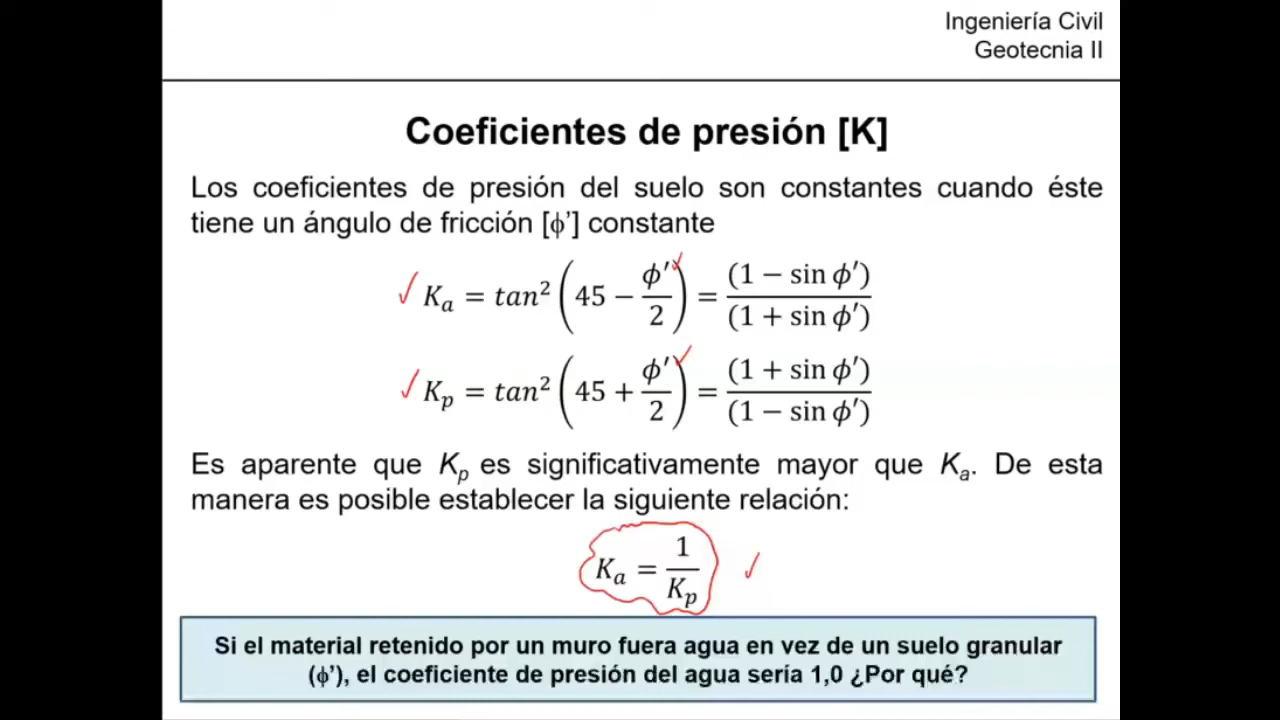 Ingeniería Civil
Geotecnia II
Coeficientes de presión [K]
Los coeficientes de presión del suelo son constantes cuando éste
tiene un ángulo de fricción [ϕ’] constante
K_a = tan² (45 − ϕ′/2) = (1 − sin ϕ′)/(1 + sin ϕ′)
K_p = tan² (45 + ϕ′/2) = (1 + sin ϕ′)/(1 − sin ϕ′)
Es aparente que K_p es significativamente mayor que K_a. De esta
manera es posible establecer la siguiente relación:
K_a = 1/K_p
Si el material retenido por un muro fuera agua en vez de un suelo granular
(ϕ’), el coeficiente de presión del agua sería 1,0 ¿Por qué?